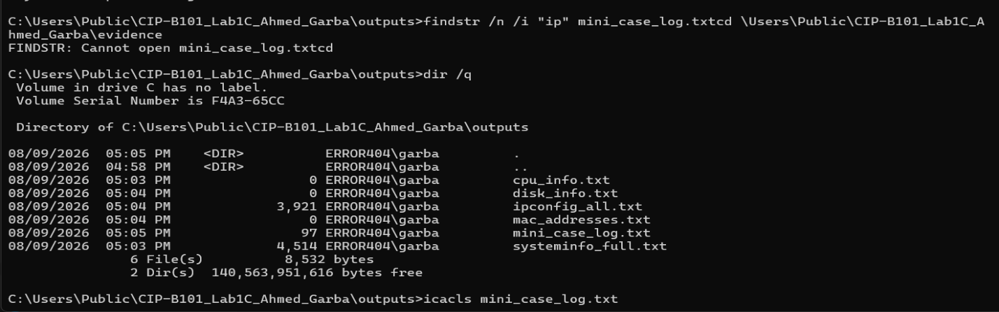 C:\Users\Public\CIP-B101_Lab1C_Ahmed_Garba\outputs>findstr /n /i "ip" mini_case_log.txtcd \Users\Public\CIP-B101_Lab1C_A
hmed_Garba\evidence
FINDSTR: Cannot open mini_case_log.txtcd
C:\Users\Public\CIP-B101_Lab1C_Ahmed_Garba\outputs>dir /q
 Volume in drive C has no label.
 Volume Serial Number is F4A3-65CC
 Directory of C:\Users\Public\CIP-B101_Lab1C_Ahmed_Garba\outputs
08/09/2026  05:05 PM    <DIR>          ERROR404\garba         .
08/09/2026  04:58 PM    <DIR>          ERROR404\garba         ..
08/09/2026  05:03 PM                 0 ERROR404\garba         cpu_info.txt
08/09/2026  05:04 PM                 0 ERROR404\garba         disk_info.txt
08/09/2026  05:04 PM             3,921 ERROR404\garba         ipconfig_all.txt
08/09/2026  05:04 PM                 0 ERROR404\garba         mac_addresses.txt
08/09/2026  05:05 PM                97 ERROR404\garba         mini_case_log.txt
08/09/2026  05:03 PM             4,514 ERROR404\garba         systeminfo_full.txt
               6 File(s)          8,532 bytes
               2 Dir(s)  140,563,951,616 bytes free
C:\Users\Public\CIP-B101_Lab1C_Ahmed_Garba\outputs>icacls mini_case_log.txt